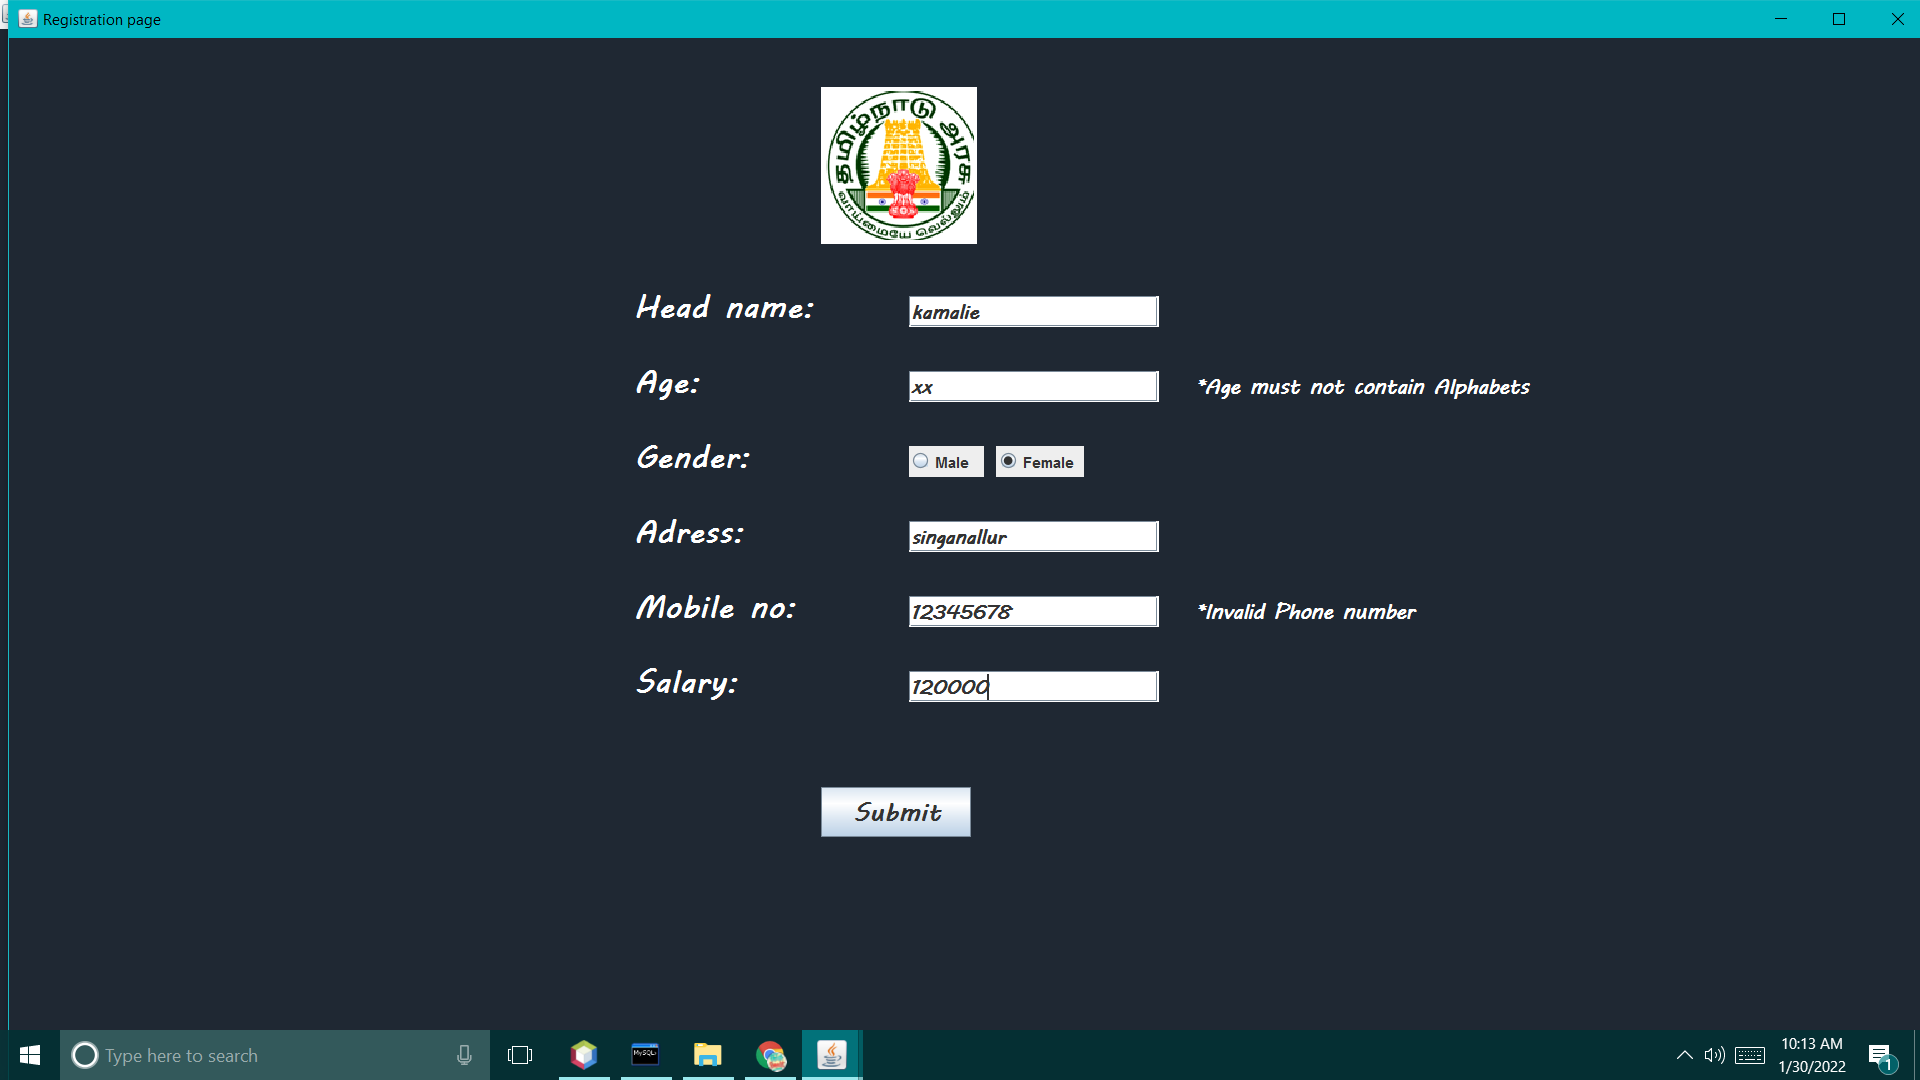 Registration page
தமிழ்நாடு அரசு
வாய்மையே வெல்லும்
Head name: kamalie
Age: xx *Age must not contain Alphabets
Gender: Male Female
Adress: singanallur
Mobile no: 12345678 *Invalid Phone number
Salary: 120000
Submit
Type here to search
MySQL
10:13 AM
1/30/2022
1